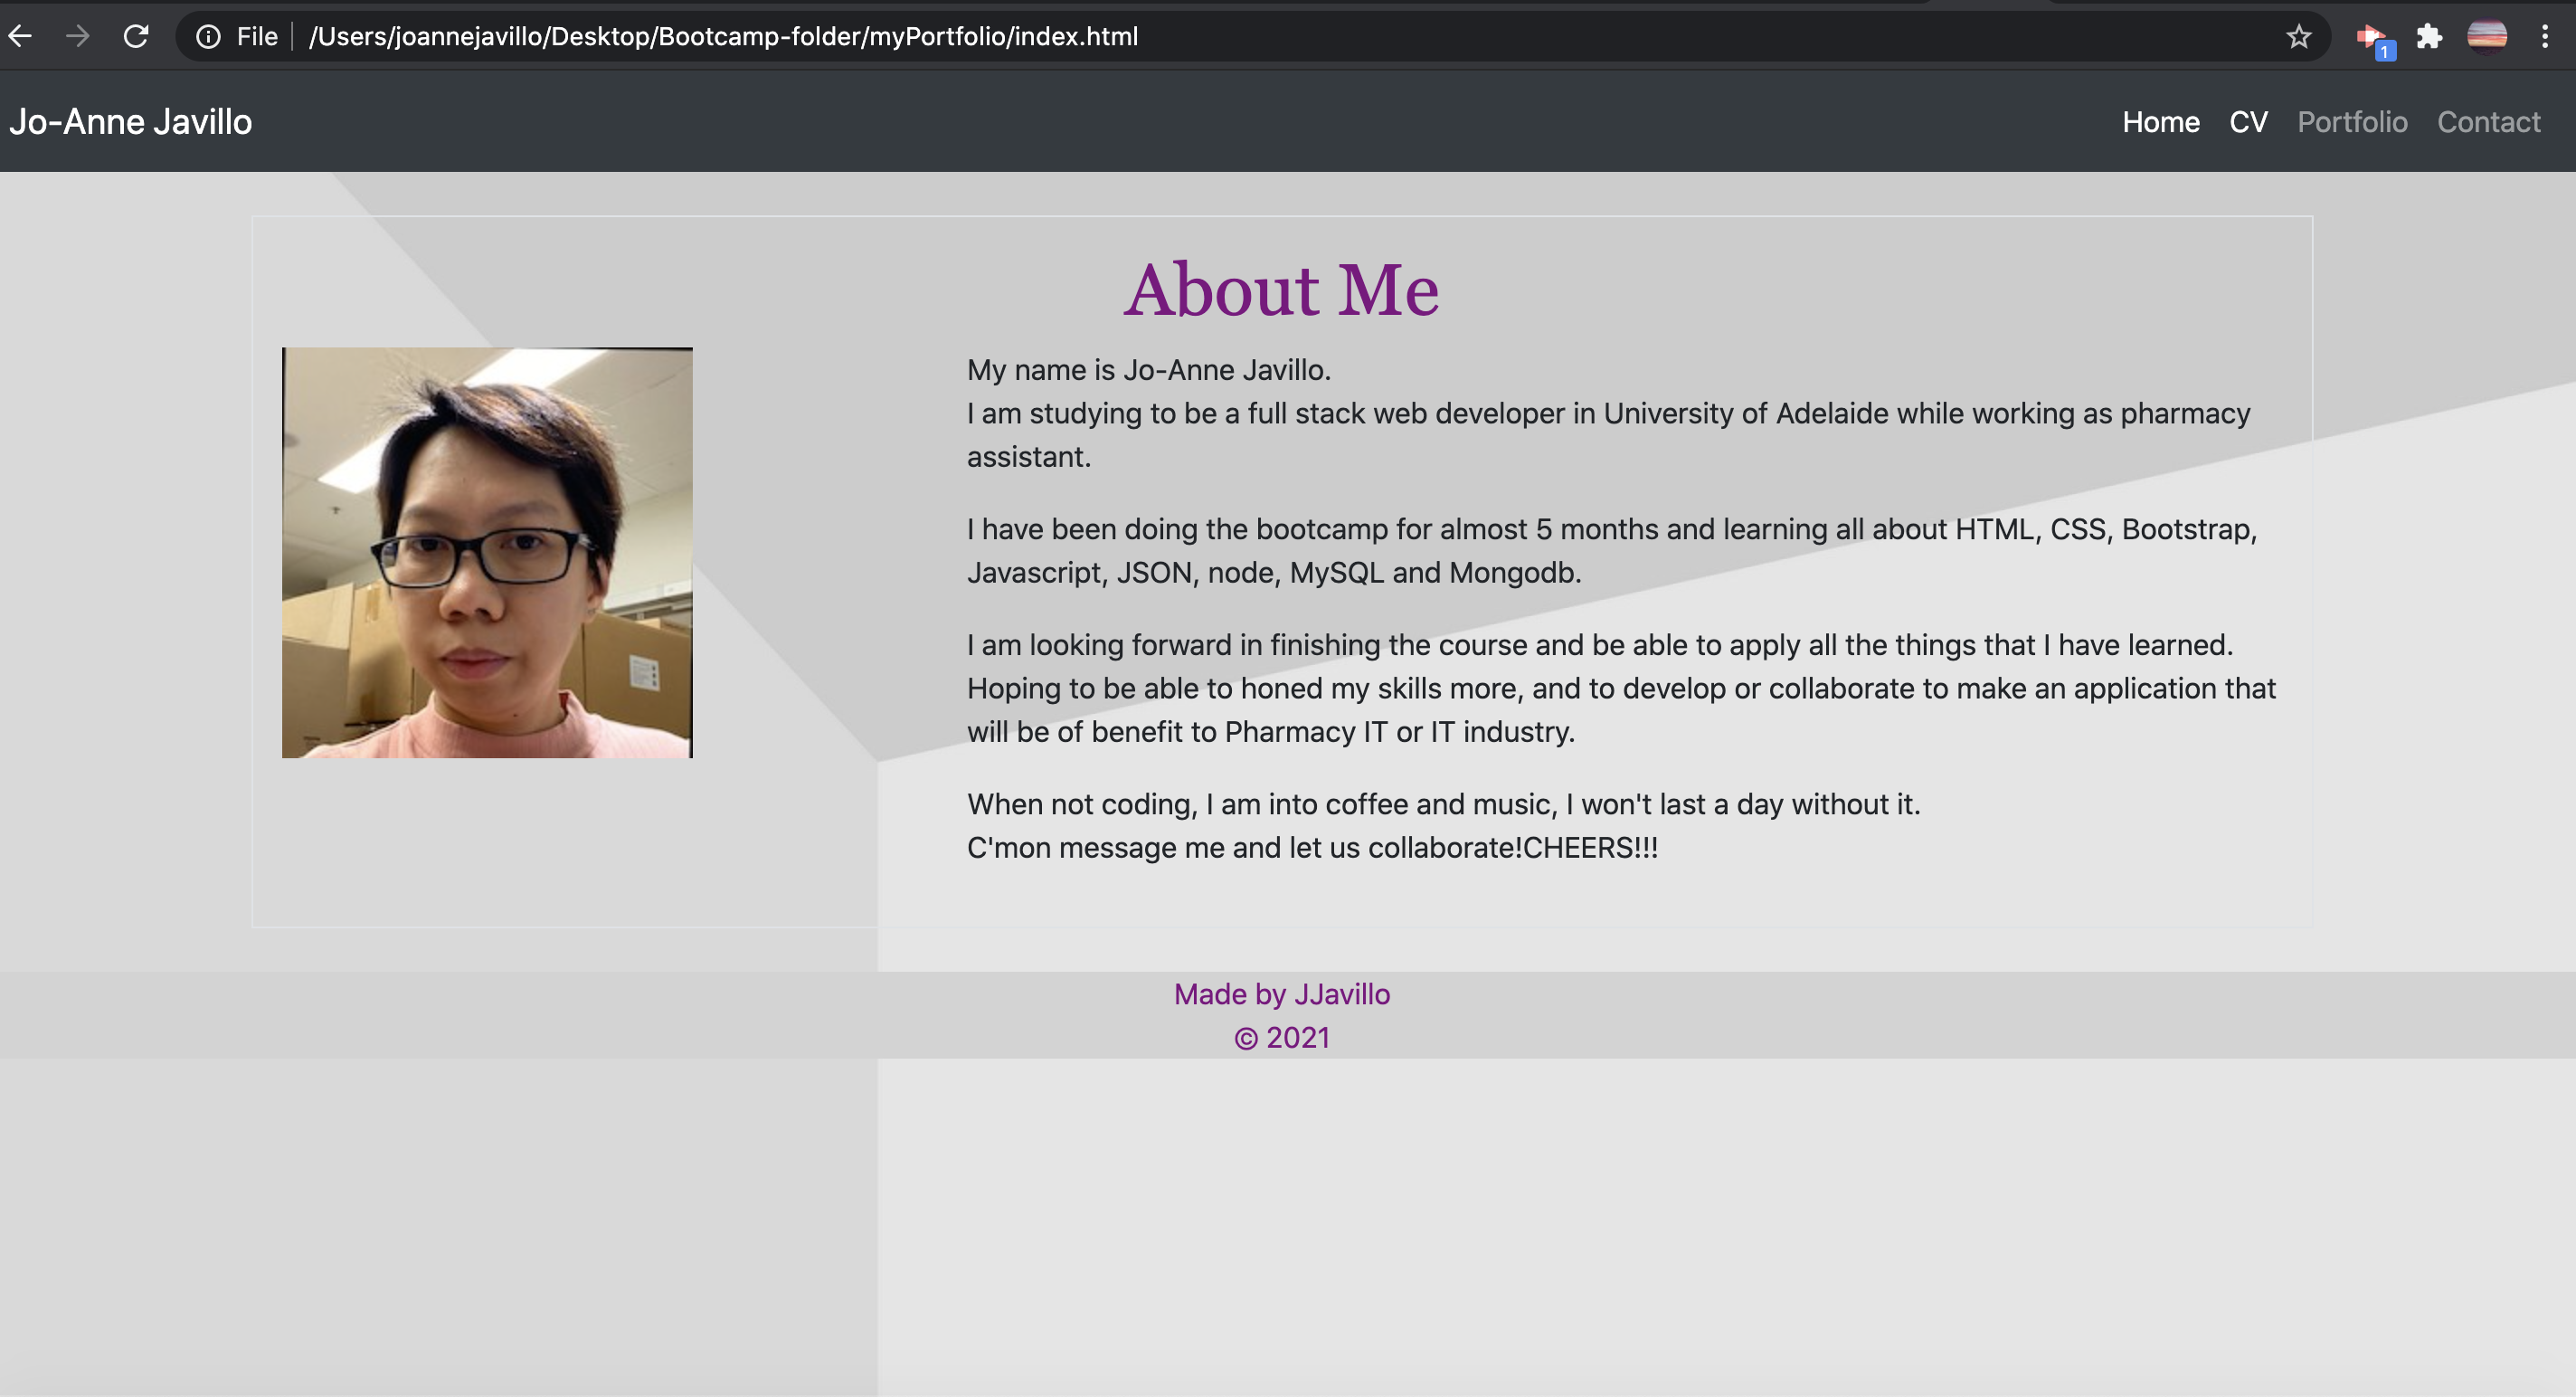 File /Users/joannejavillo/Desktop/Bootcamp-folder/myPortfolio/index.html
1
Jo-Anne Javillo
Home CV Portfolio Contact
About Me
My name is Jo-Anne Javillo.
I am studying to be a full stack web developer in University of Adelaide while working as pharmacy
assistant.
I have been doing the bootcamp for almost 5 months and learning all about HTML, CSS, Bootstrap,
Javascript, JSON, node, MySQL and Mongodb.
I am looking forward in finishing the course and be able to apply all the things that I have learned.
Hoping to be able to honed my skills more, and to develop or collaborate to make an application that
will be of benefit to Pharmacy IT or IT industry.
When not coding, I am into coffee and music, I won't last a day without it.
C'mon message me and let us collaborate!CHEERS!!!
Made by JJavillo
© 2021